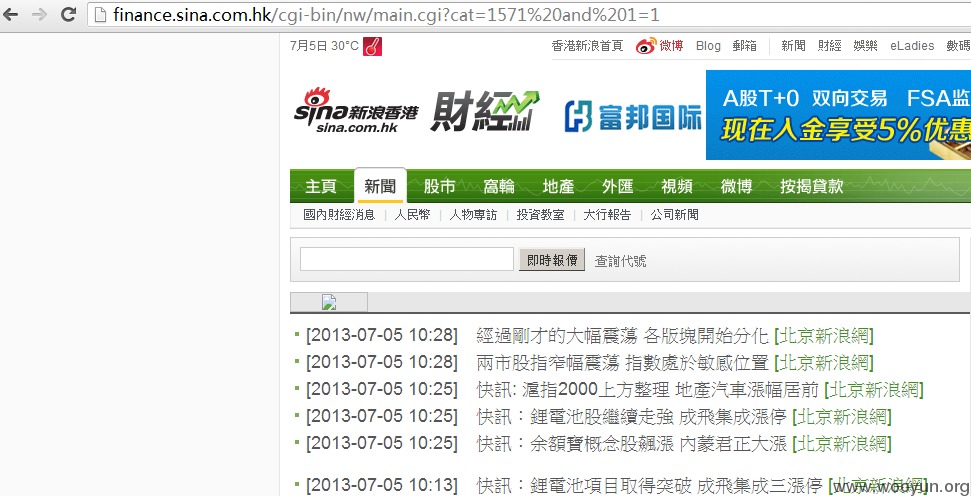 finance.sina.com.hk/cgi-bin/nw/main.cgi?cat=1571%20and%201=1
7月5日 30°C 香港新浪首頁 微博 Blog 郵箱 新聞 財經 娛樂 eLadies 數碼
sina新浪香港 財經 富邦国际 A股T+0 双向交易 FSA监
sina.com.hk 现在入金享受5%优惠
主頁 新聞 股市 窩輪 地產 外匯 視頻 微博 按揭貸款
國內財經消息 | 人民幣 | 人物專訪 | 投資教室 | 大行報告 | 公司新聞
即時報價 查詢代號
[2013-07-05 10:28] 經過剛才的大幅震蕩 各版塊開始分化 [北京新浪網]
[2013-07-05 10:28] 兩市股指窄幅震蕩 指數處於敏感位置 [北京新浪網]
[2013-07-05 10:25] 快訊: 滬指2000上方整理 地產汽車漲幅居前 [北京新浪網]
[2013-07-05 10:25] 快訊：鋰電池股繼續走強 成飛集成漲停 [北京新浪網]
[2013-07-05 10:25] 快訊：余額寶概念股飆漲 內蒙君正大漲 [北京新浪網]
[2013-07-05 10:13] 快訊：鋰電池項目取得突破 成飛集成三漲停 [北京新浪網]
www.wooyun.org